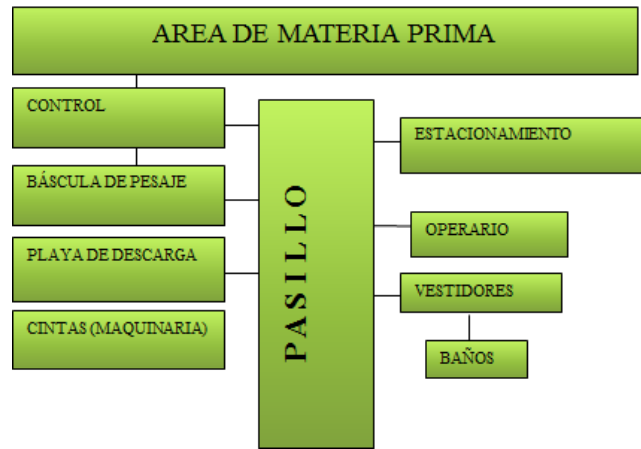 AREA DE MATERIA PRIMA
CONTROL
BÁSCULA DE PESAJE
PLAYA DE DESCARGA
CINTAS (MAQUINARIA)
PASILLO
ESTACIONAMIENTO
OPERARIO
VESTIDORES
BAÑOS